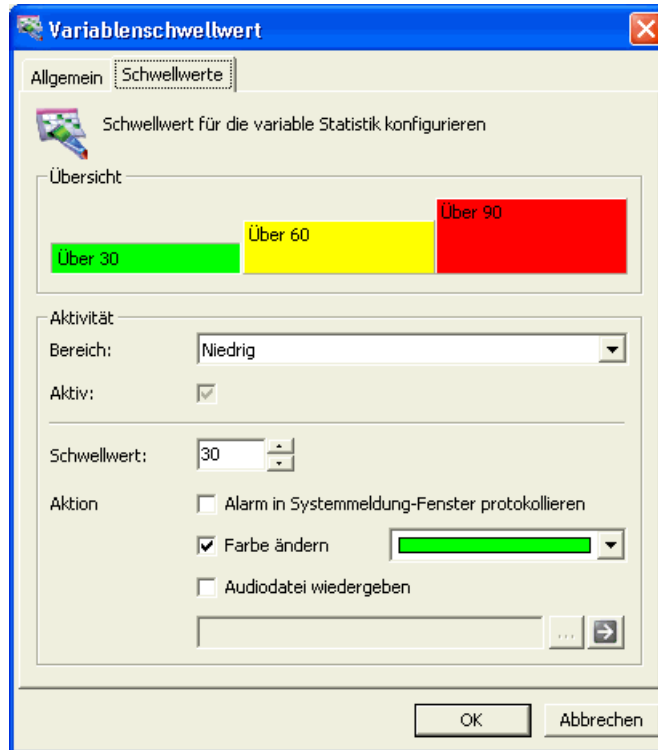 Variablenschwellwert
Allgemein Schwellwerte
Schwellwert für die variable Statistik konfigurieren
Übersicht
Über 30 Über 60 Über 90
Aktivität
Bereich: Niedrig
Aktiv:
Schwellwert: 30
Aktion Alarm in Systemmeldung-Fenster protokollieren
Farbe ändern
Audiodatei wiedergeben
...
OK Abbrechen